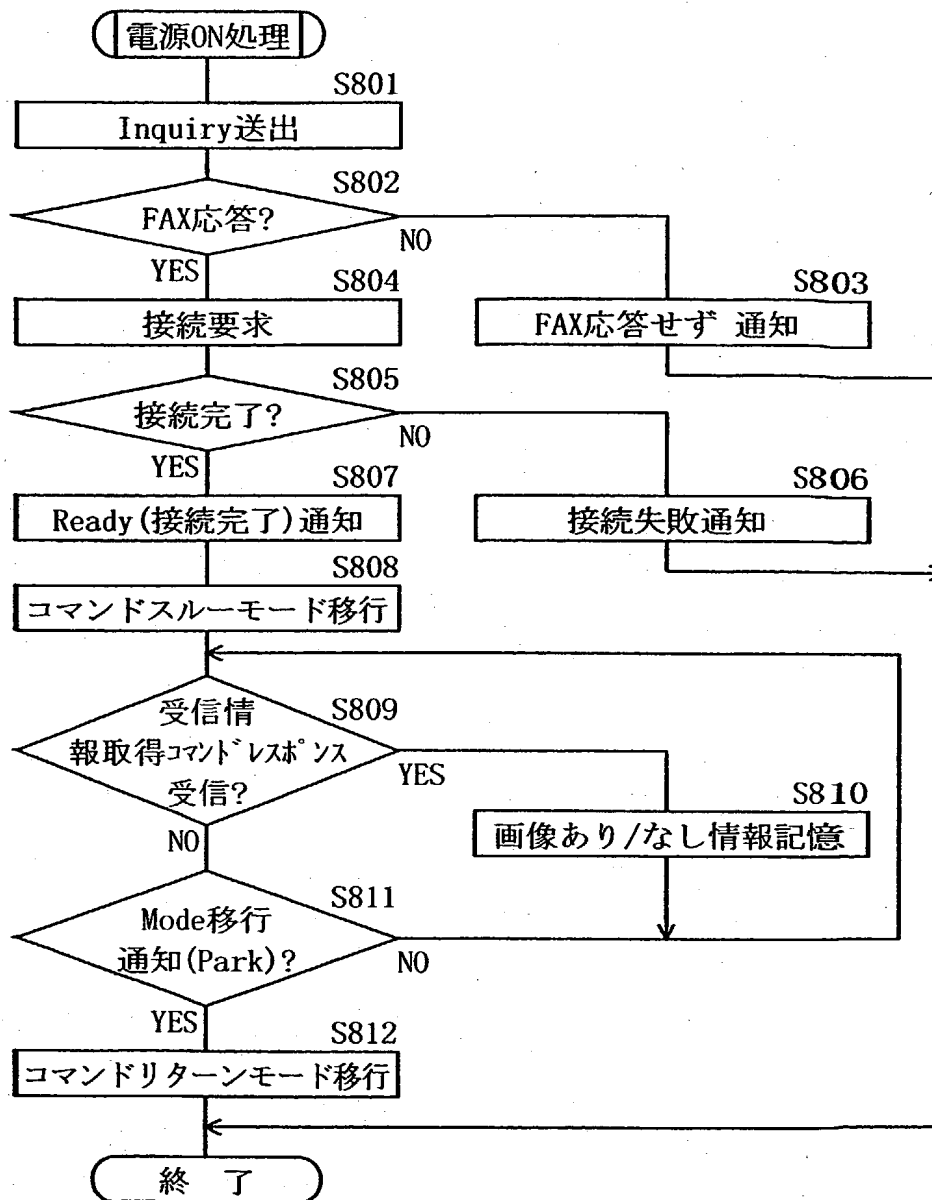 電源ON処理
S801
Inquiry送出
S802
FAX応答?
NO
YES
S804
接続要求
S803
FAX応答せず 通知
S805
接続完了?
NO
YES
S807
Ready(接続完了)通知
S806
接続失敗通知
S808
コマンドスルーモード移行
S809
受信情
報取得コマンドレスポンス
受信?
YES
NO
S810
画像あり/なし情報記憶
S811
Mode移行
通知(Park)?
NO
YES
S812
コマンドリターンモード移行
終 了